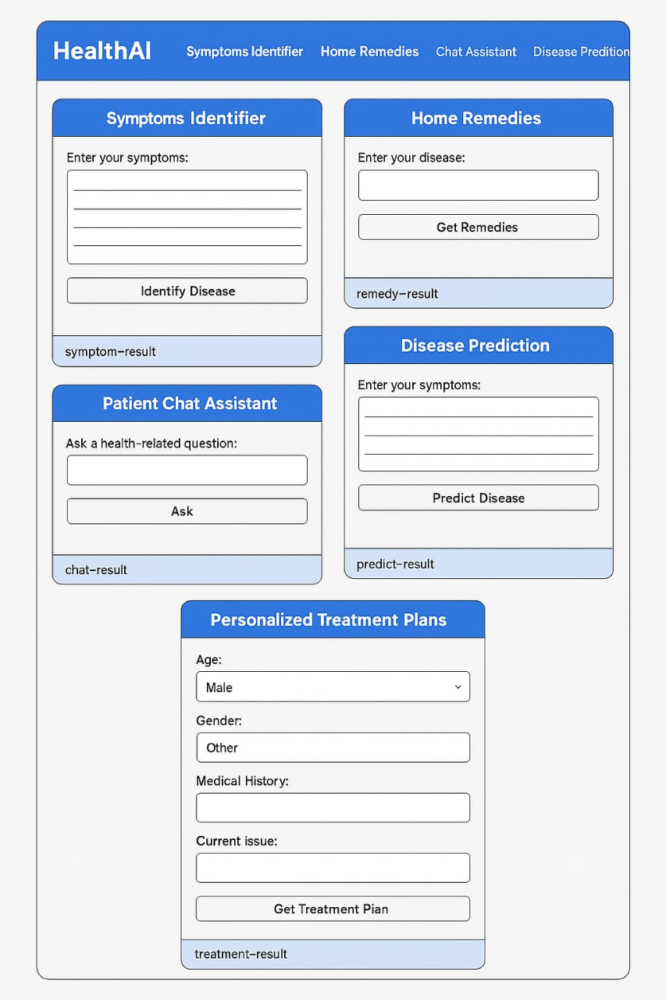 HealthAI
Symptoms Identifier Home Remedies Chat Assistant Disease Predition
Symptoms Identifier
Enter your symptoms:
Identify Disease
symptom-result
Home Remedies
Enter your disease:
Get Remedies
remedy-result
Patient Chat Assistant
Ask a health-related question:
Ask
chat-result
Disease Prediction
Enter your symptoms:
Predict Disease
predict-result
Personalized Treatment Plans
Age:
Male
Gender:
Other
Medical History:
Current issue:
Get Treatment Plan
treatment-result